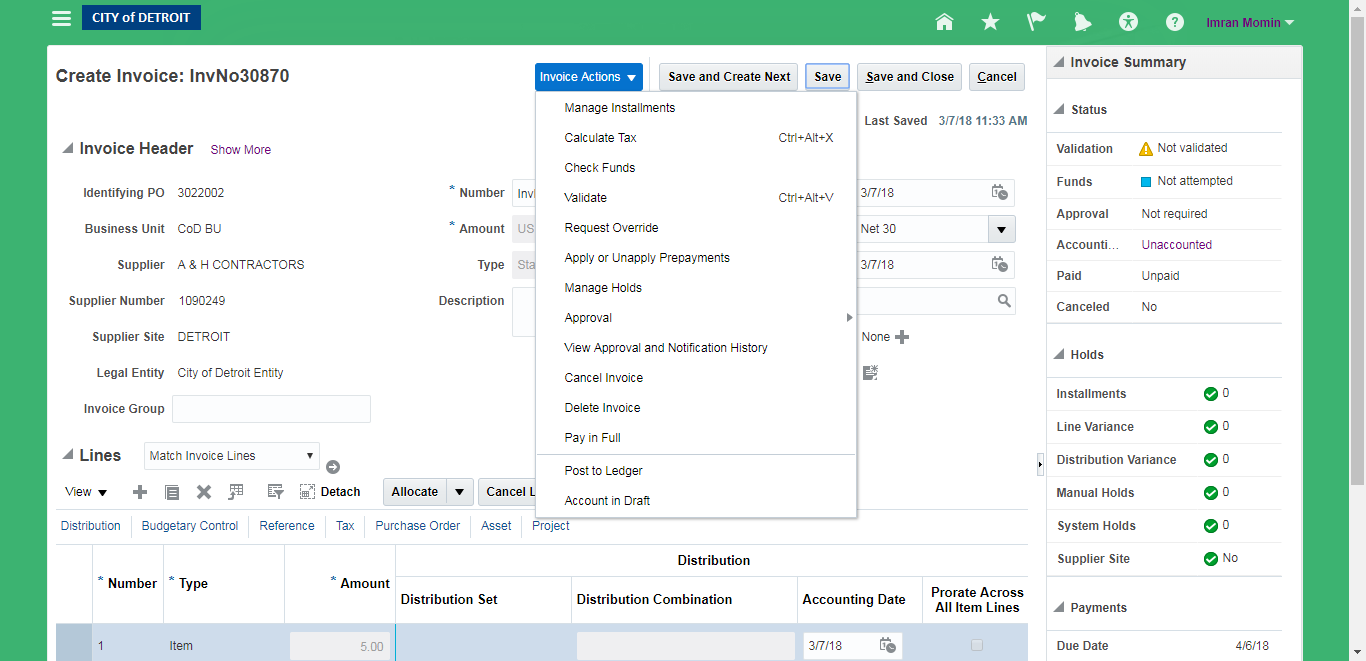 CITY of DETROIT
Imran Momin
Create Invoice: InvNo30870
Invoice Actions
Save and Create Next
Save
Save and Close
Cancel
Last Saved 3/7/18 11:33 AM
Manage Installments
Calculate Tax Ctrl+Alt+X
Check Funds
Validate Ctrl+Alt+V
Request Override
Apply or Unapply Prepayments
Manage Holds
Approval
View Approval and Notification History
Cancel Invoice
Delete Invoice
Pay in Full
Post to Ledger
Account in Draft
Invoice Header Show More
Identifying PO 3022002
Business Unit CoD BU
Supplier A & H CONTRACTORS
Supplier Number 1090249
Supplier Site DETROIT
Legal Entity City of Detroit Entity
Invoice Group
* Number
* Amount US
Type Sta
Description
3/7/18
Net 30
3/7/18
None
Lines Match Invoice Lines
View Detach Allocate Cancel L
Distribution Budgetary Control Reference Tax Purchase Order Asset Project
Distribution
* Number * Type * Amount Distribution Set Distribution Combination Accounting Date Prorate Across
All Item Lines
1 Item 5.00 3/7/18
Invoice Summary
Status
Validation Not validated
Funds Not attempted
Approval Not required
Accounti... Unaccounted
Paid Unpaid
Canceled No
Holds
Installments 0
Line Variance 0
Distribution Variance 0
Manual Holds 0
System Holds 0
Supplier Site No
Payments
Due Date 4/6/18